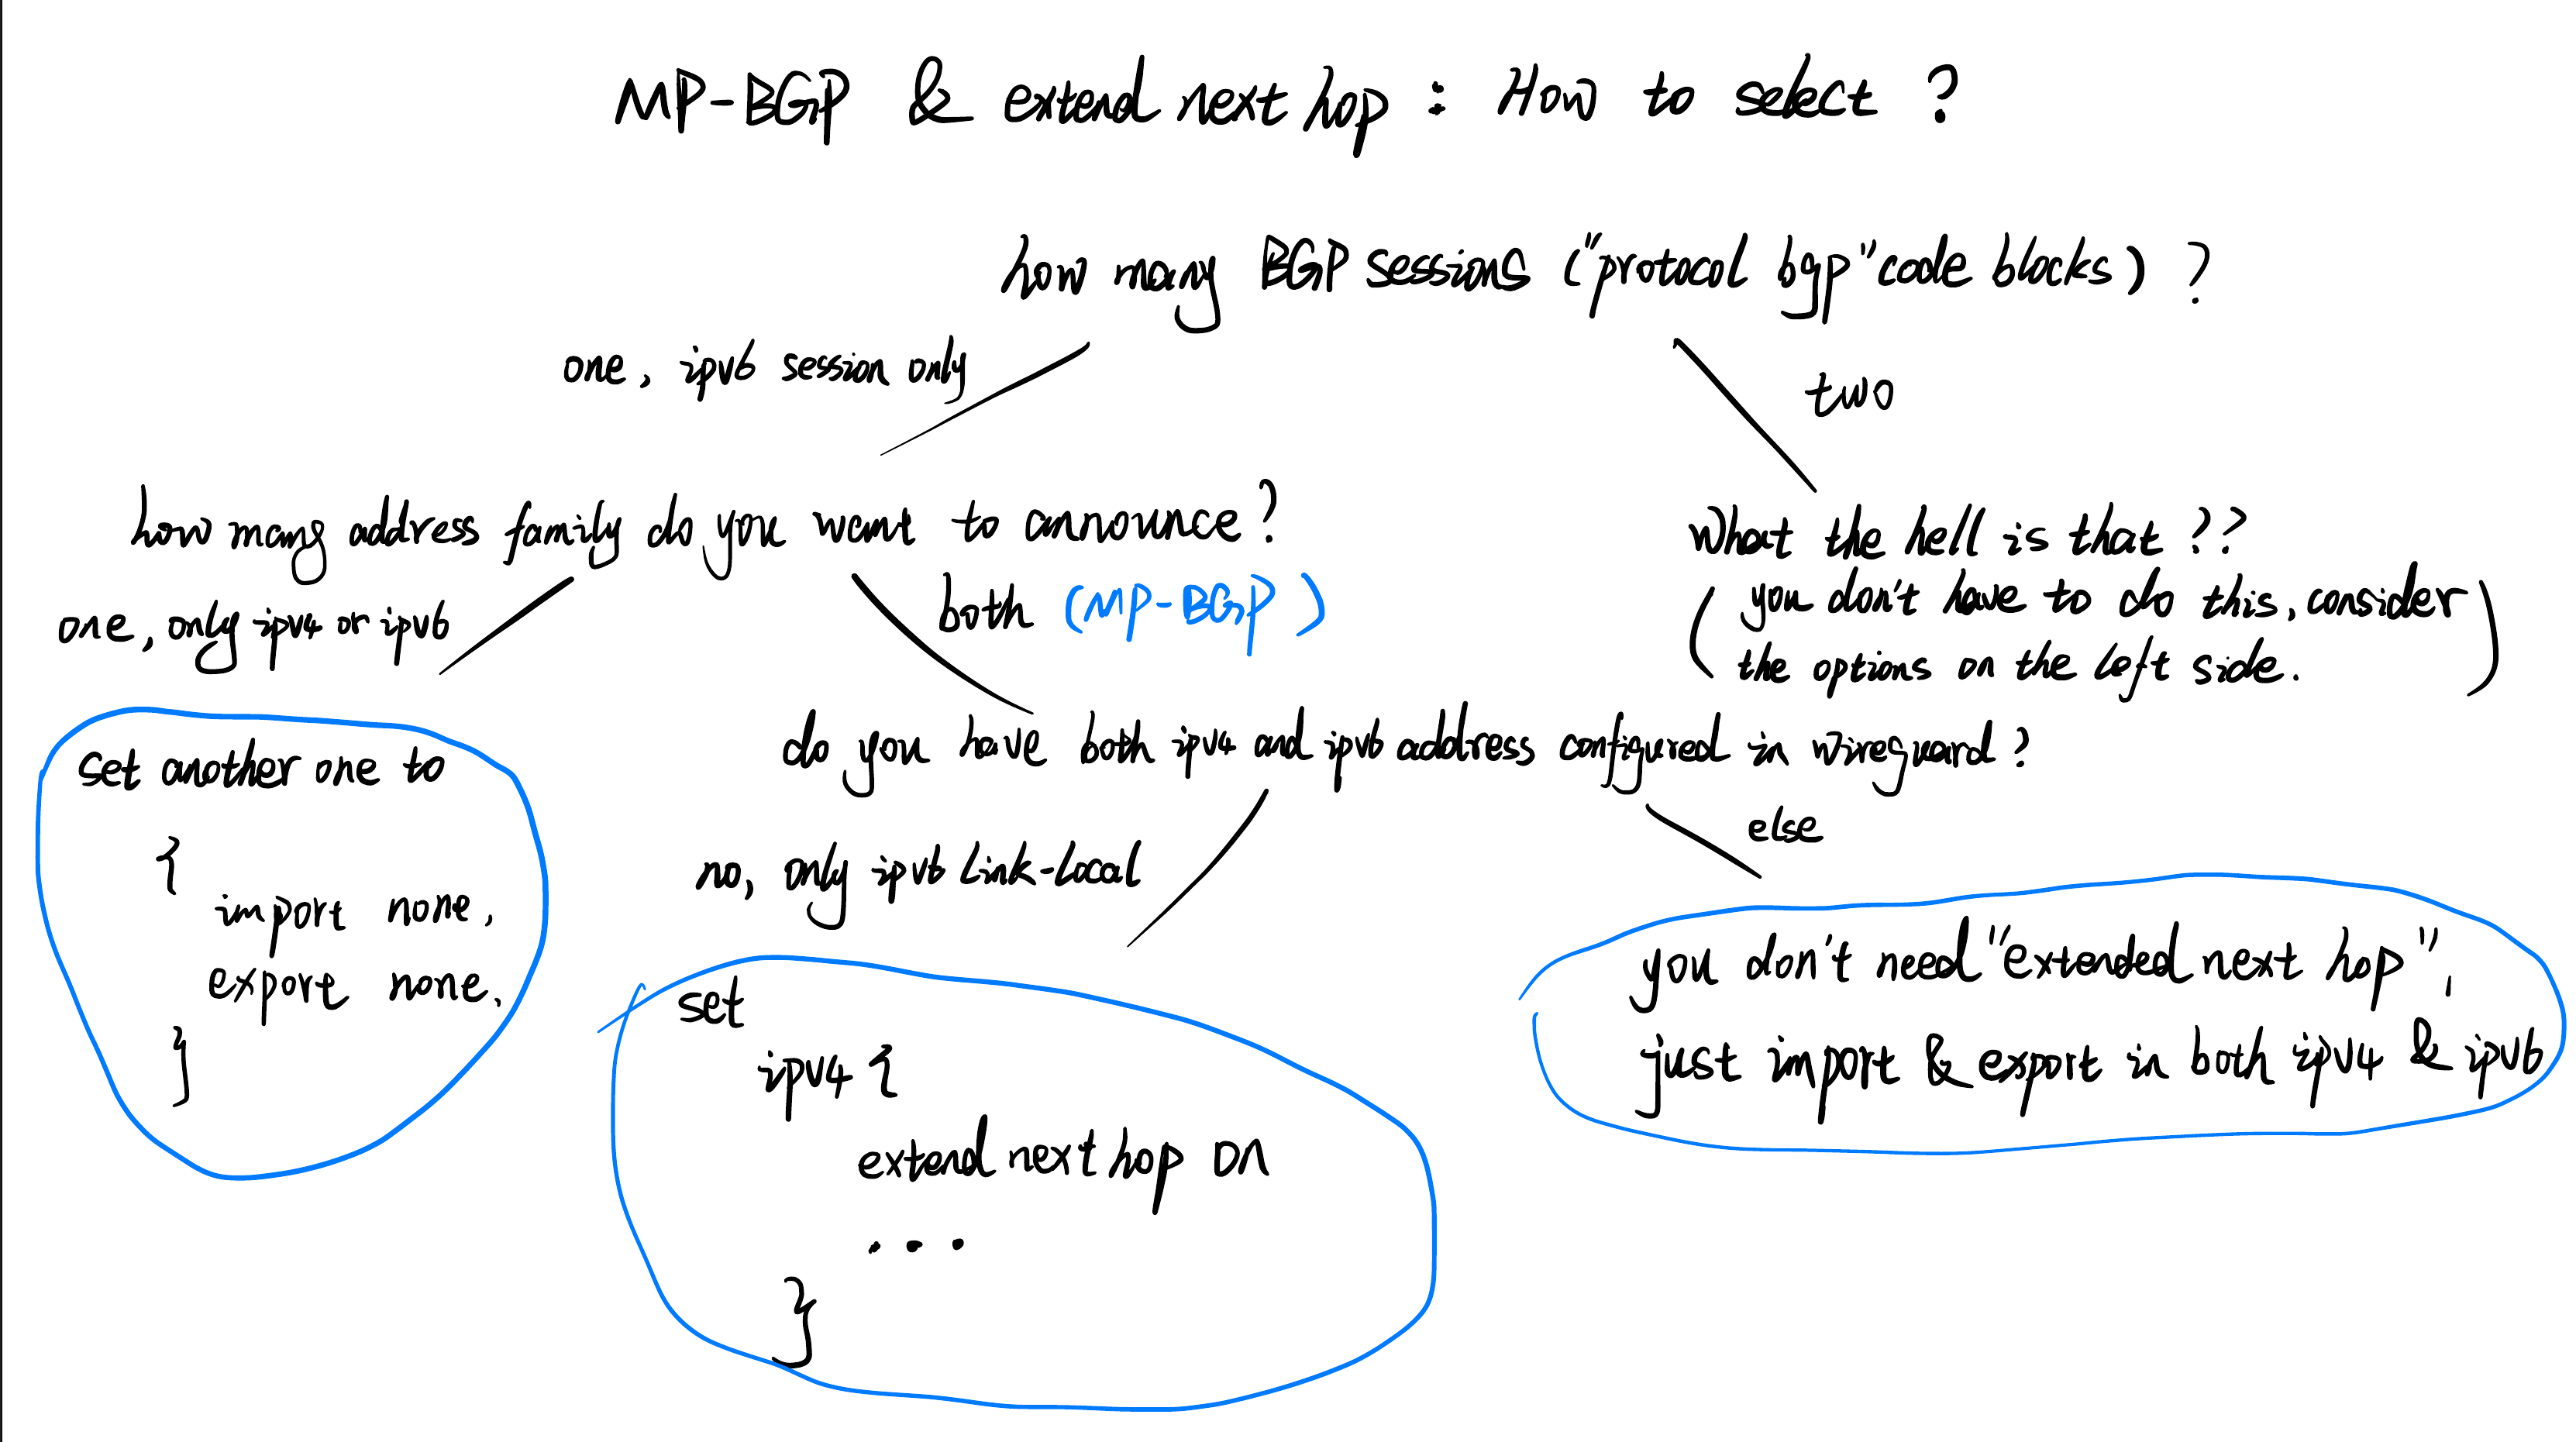 MP-BGP & extend next hop : How to select ?
how many BGP sessions ("protocol bgp" code blocks) ?
one, ipv6 session only
two
how many address family do you want to announce?
What the hell is that ??
(you don't have to do this, consider
the options on the left side.)
one, only ipv4 or ipv6
both (MP-BGP)
do you have both ipv4 and ipv6 address configured in wireguard?
set another one to
{
import none,
export none,
}
no, only ipv6 link-local
else
set
ipv4 {
extend next hop on
...
}
you don't need "extended next hop",
just import & export in both ipv4 & ipv6